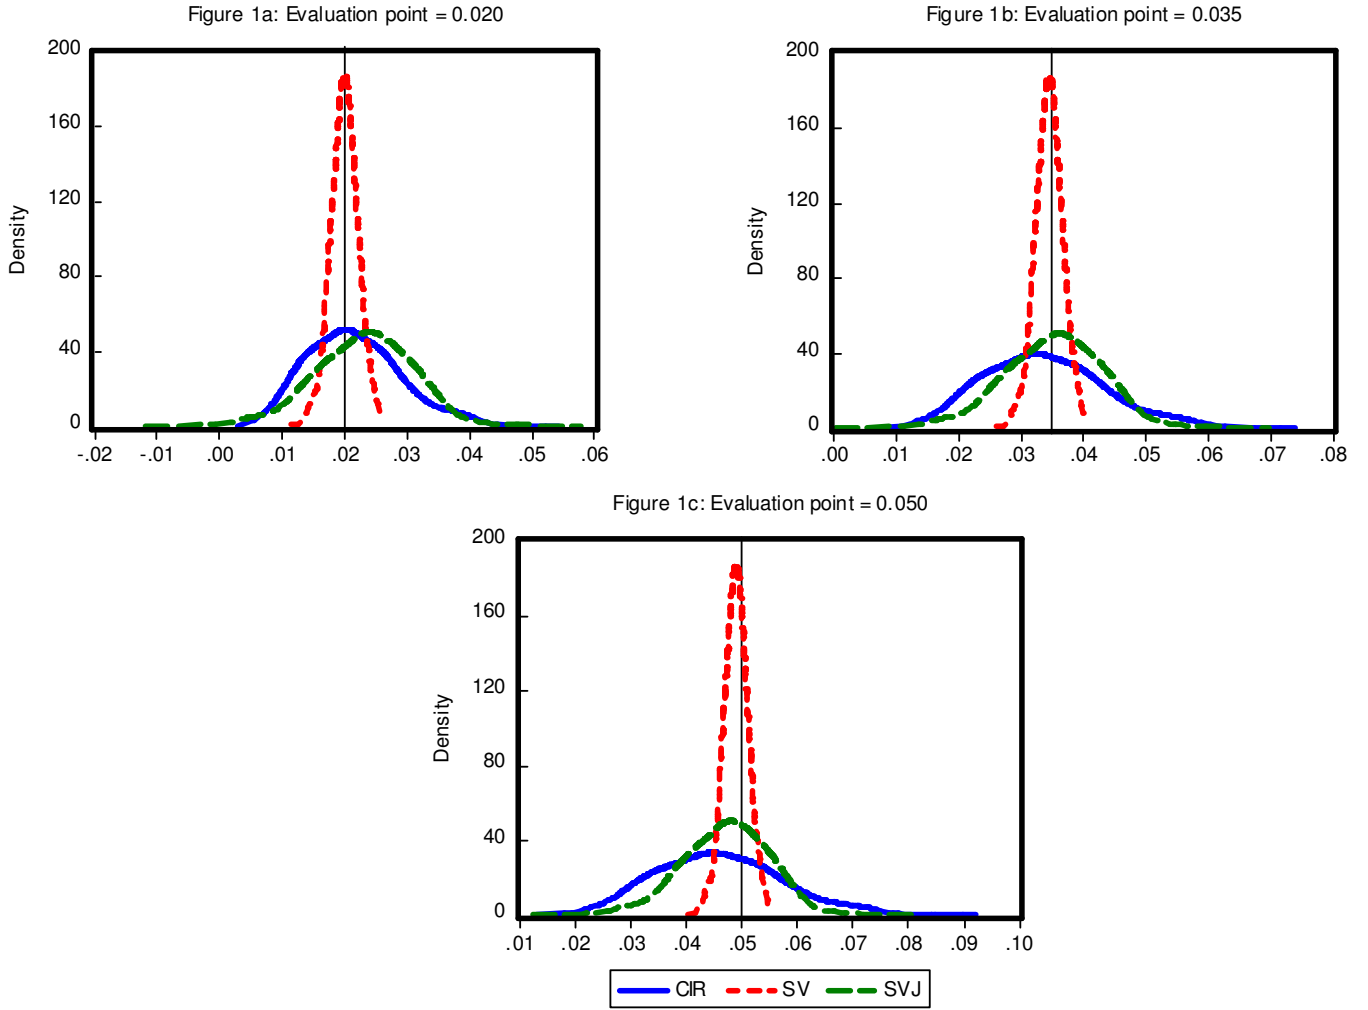 Figure 1a: Evaluation point = 0.020
200
160
120
80
40
0
Density
-.02 -.01 .00 .01 .02 .03 .04 .05 .06
Figure 1b: Evaluation point = 0.035
200
160
120
80
40
0
Density
.00 .01 .02 .03 .04 .05 .06 .07 .08
Figure 1c: Evaluation point = 0.050
200
160
120
80
40
0
Density
.01 .02 .03 .04 .05 .06 .07 .08 .09 .10
CIR SV SVJ